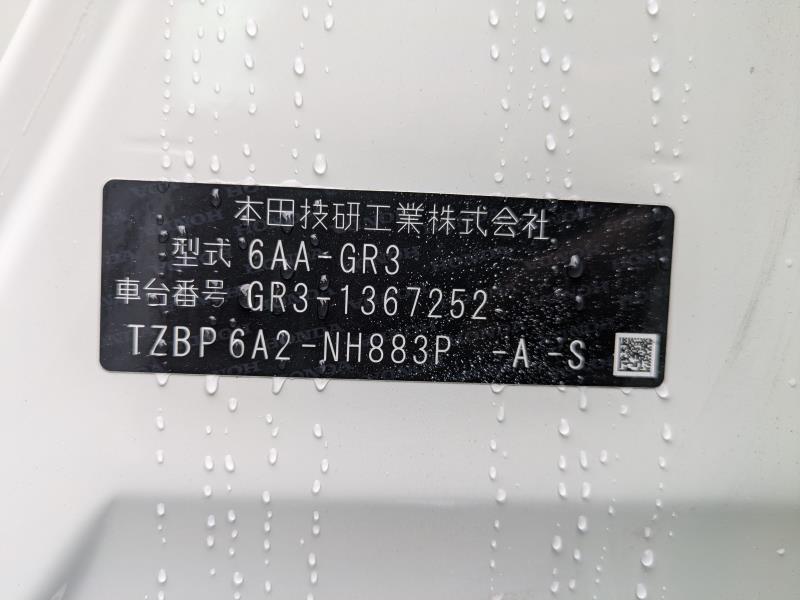 本田技研工業株式会社
型式 6AA-GR3
車台番号 GR3-1367252
TZBP 6A2-NH883P -A -S